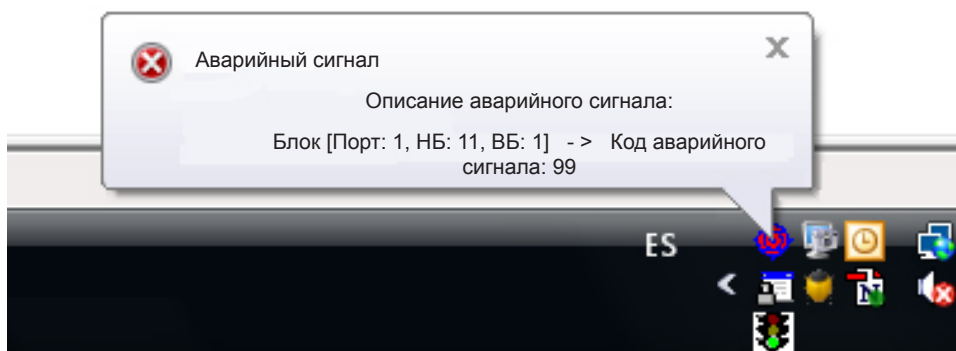 Аварийный сигнал
Описание аварийного сигнала:
Блок [Порт: 1, НБ: 11, ВБ: 1] - > Код аварийного
сигнала: 99
ES